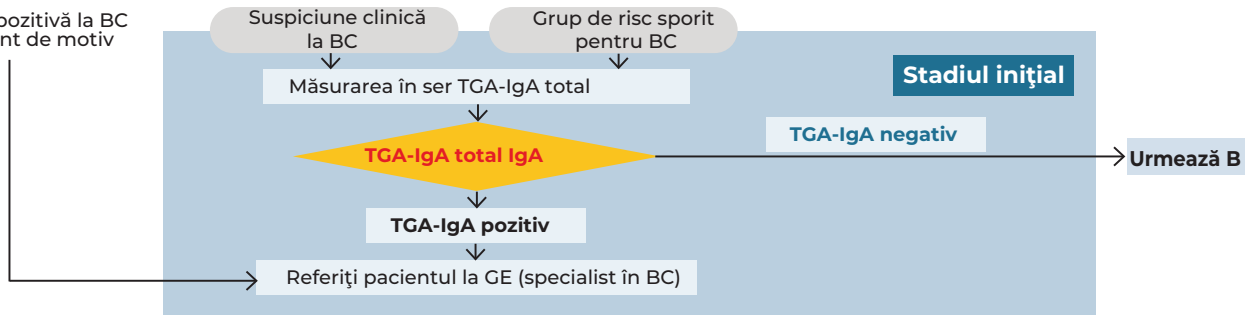 pozitivă la BC
nt de motiv
Suspiciune clinică
la BC
Grup de risc sporit
pentru BC
Stadiul iniţial
Măsurarea în ser TGA-IgA total
TGA-IgA total IgA
TGA-IgA negativ
Urmează B
TGA-IgA pozitiv
Referiţi pacientul la GE (specialist în BC)